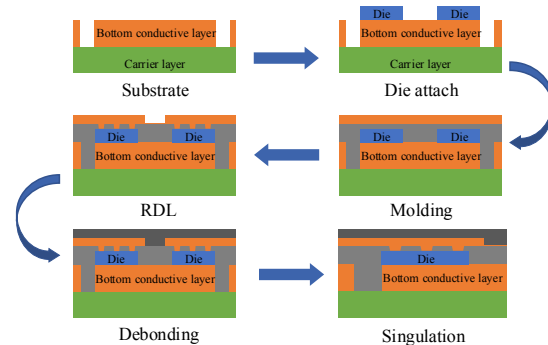 Bottom conductive layer
Carrier layer
Substrate
Die
Die
Bottom conductive layer
Carrier layer
Die attach
Die
Die
Bottom conductive layer
RDL
Die
Die
Bottom conductive layer
Molding
Die
Die
Bottom conductive layer
Debonding
Die
Bottom conductive layer
Singulation